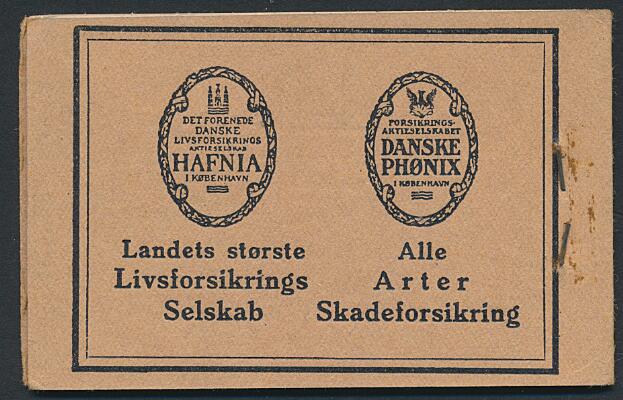 DET FORENEDE
DANSKE
LIVSFORSIKRINGS
AKTIESELSKAB
HAFNIA
I KØBENHAVN
Landets største
Livsforsikrings
Selskab
FORSIKRINGS-
AKTIESELSKABET
DANSKE
PHØNIX
I KØBENHAVN
Alle
Arter
Skadeforsikring